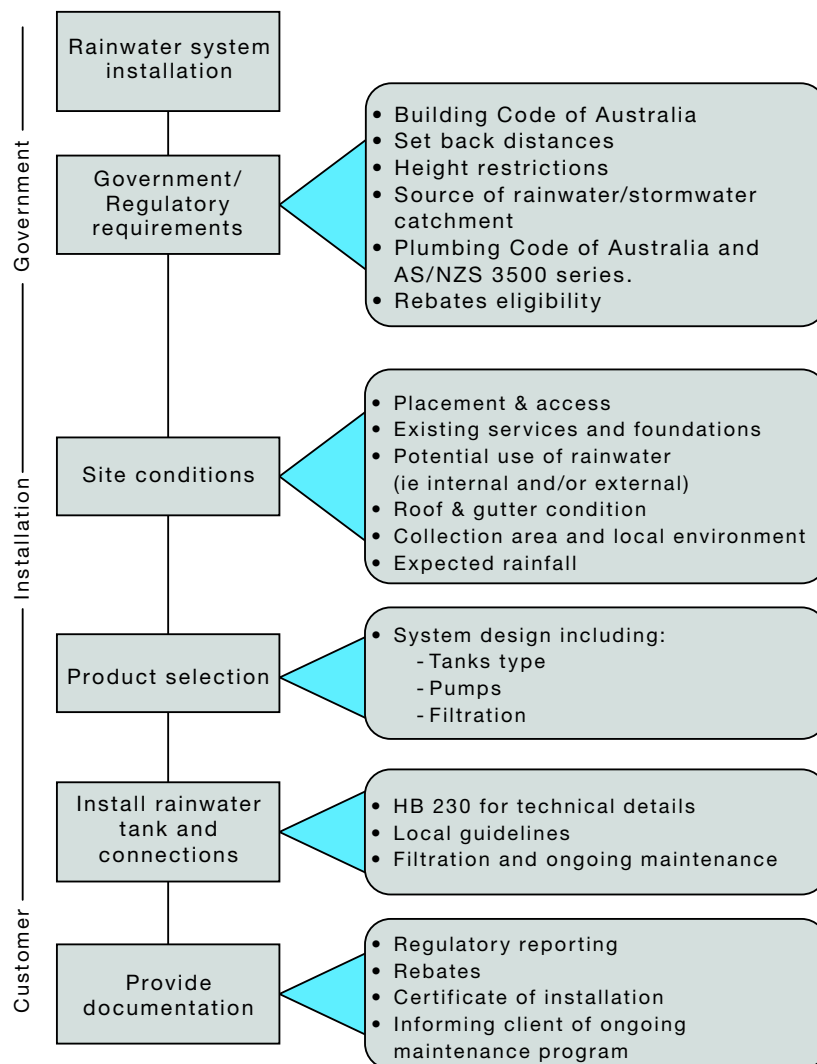 Government
Installation
Customer
Rainwater system
installation
Government/
Regulatory
requirements
• Building Code of Australia
• Set back distances
• Height restrictions
• Source of rainwater/stormwater
catchment
• Plumbing Code of Australia and
AS/NZS 3500 series.
• Rebates eligibility
Site conditions
• Placement & access
• Existing services and foundations
• Potential use of rainwater
(ie internal and/or external)
• Roof & gutter condition
• Collection area and local environment
• Expected rainfall
Product selection
• System design including:
- Tanks type
- Pumps
- Filtration
Install rainwater
tank and
connections
• HB 230 for technical details
• Local guidelines
• Filtration and ongoing maintenance
Provide
documentation
• Regulatory reporting
• Rebates
• Certificate of installation
• Informing client of ongoing
maintenance program